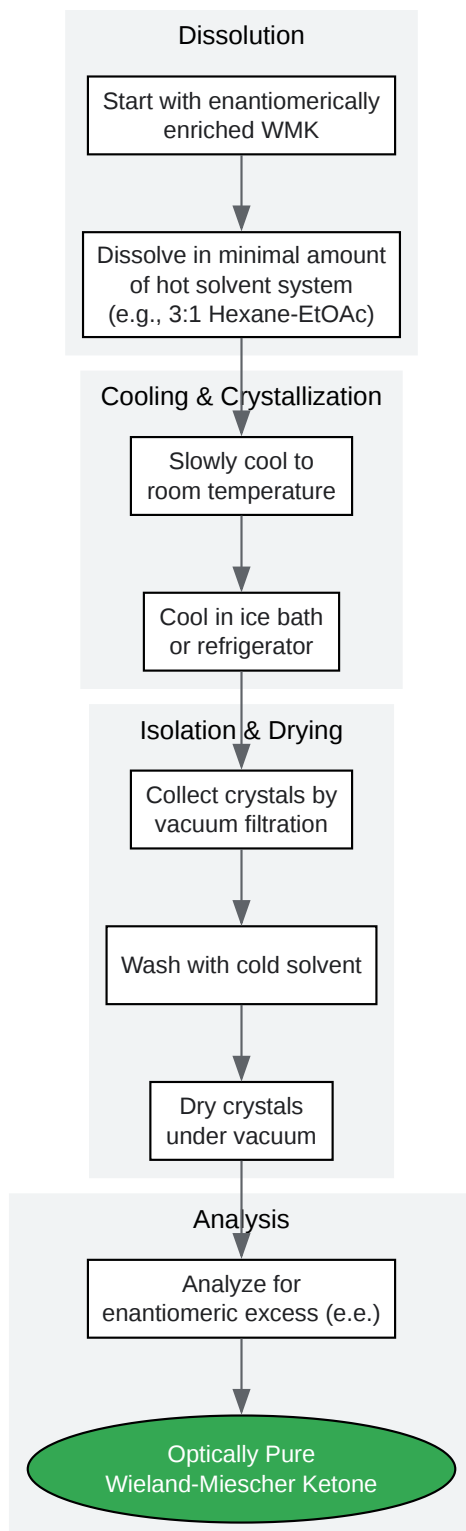 Dissolution
Start with enantiomerically
enriched WMK
Dissolve in minimal amount
of hot solvent system
(e.g., 3:1 Hexane-EtOAc)
Cooling & Crystallization
Slowly cool to
room temperature
Cool in ice bath
or refrigerator
Isolation & Drying
Collect crystals by
vacuum filtration
Wash with cold solvent
Dry crystals
under vacuum
Analysis
Analyze for
enantiomeric excess (e.e.)
Optically Pure
Wieland-Miescher Ketone